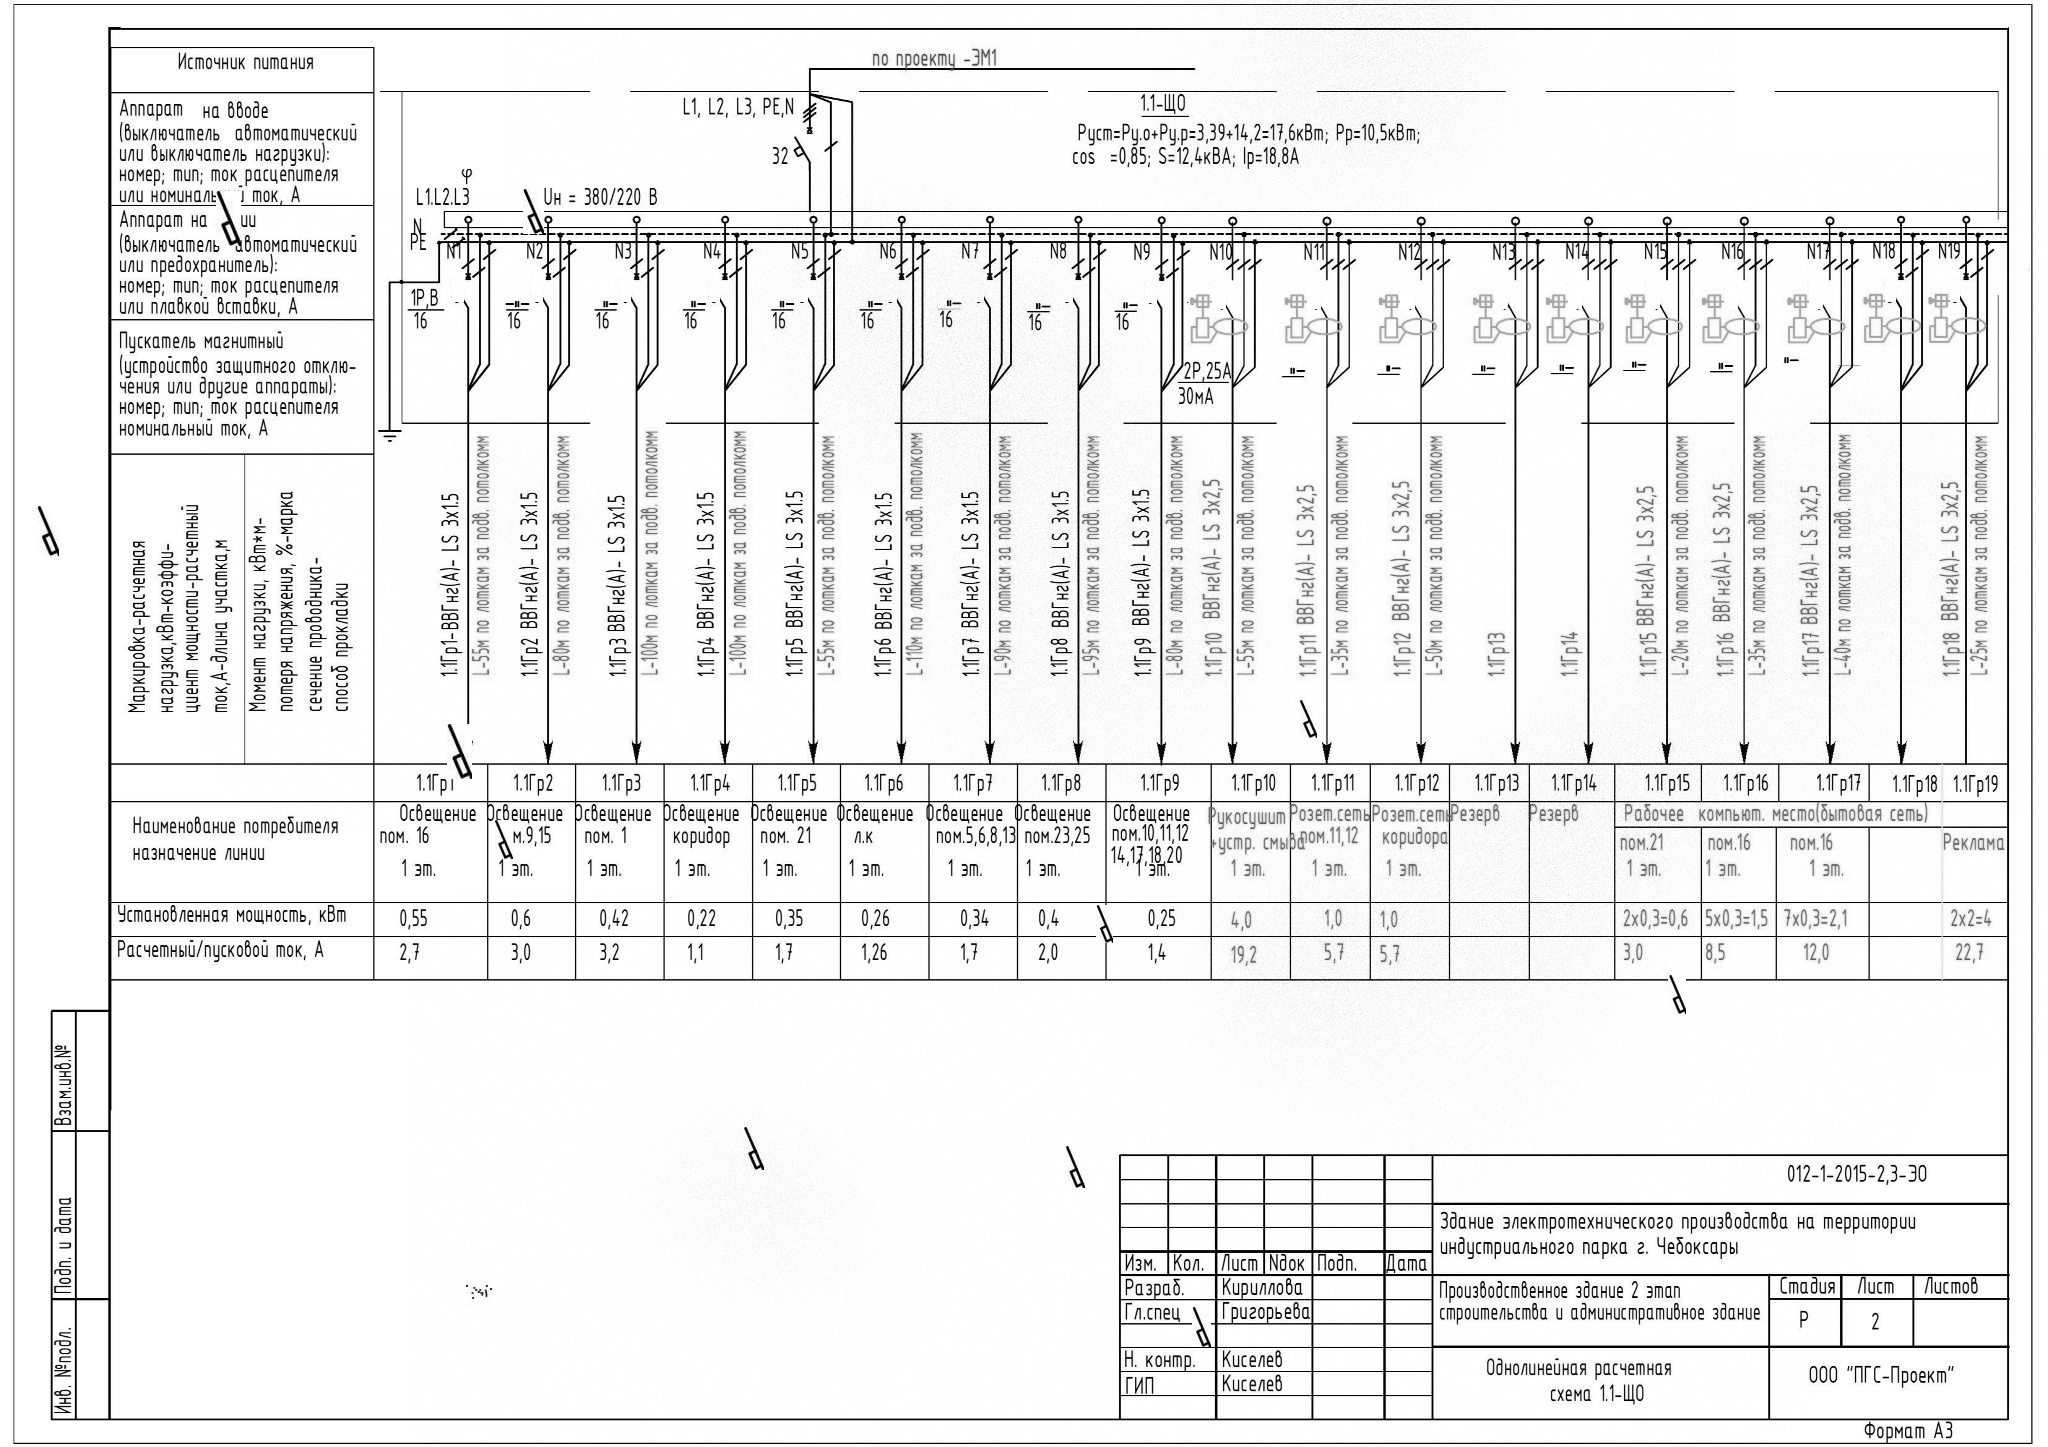 Источник питания
Аппарат на вводе
(выключатель автоматический
или выключатель нагрузки):
номер; тип; ток расцепителя
или номинальный ток, А
Аппарат на ии
(выключатель автоматический
или предохранитель):
номер; тип; ток расцепителя
или плавкой вставки, А
Пускатель магнитный
(устройство защитного отклю-
чения или другие аппараты):
номер; тип; ток расцепителя
номинальный ток, А
Маркировка-расчетная
нагрузка,кВт-коэффи-
циент мощности-расчетный
ток,А-длина участка,м
Момент нагрузки, кВт*м-
потеря напряжения, %-марка
сечение проводника-
способ прокладки
по проекту -ЭМ1
L1, L2, L3, PE,N
32
1.1-ЩО
Руст=Ру.о+Ру.р=3,39+14,2=17,6кВт; Рр=10,5кВт;
cos =0,85; S=12,4кВА; Iр=18,8А
φ
L1.L2.L3
Uн = 380/220 В
N
PE
N1 N2 N3 N4 N5 N6 N7 N8 N9 N10 N11 N12 N13 N14 N15 N16 N17 N18 N19
1Р,В
16
-"-
16
-"-
16
-"-
16
-"-
16
-"-
16
"-
16
"-
16
"-
16
2Р,25А
30мА
"-
"-
"-
"-
"-
"-
"-
1.1Гр1-ВВГнг(А)- LS 3х1.5
L-55м по лоткам за подв. потолкомм
1.1Гр2 ВВГнг(А)- LS 3х1.5
L-80м по лоткам за подв. потолкомм
1.1Гр3 ВВГнг(А)- LS 3х1.5
L-100м по лоткам за подв. потолкомм
1.1Гр4 ВВГнг(А)- LS 3х1.5
L-100м по лоткам за подв. потолкомм
1.1Гр5 ВВГнг(А)- LS 3х1.5
L-55м по лоткам за подв. потолкомм
1.1Гр6 ВВГнг(А)- LS 3х1.5
L-110м по лоткам за подв. потолкомм
1.1Гр7 ВВГнг(А)- LS 3х1.5
L-90м по лоткам за подв. потолкомм
1.1Гр8 ВВГнг(А)- LS 3х1.5
L-95м по лоткам за подв. потолкомм
1.1Гр9 ВВГнг(А)- LS 3х1.5
L-80м по лоткам за подв. потолкомм
1.1Гр10 ВВГнг(А)- LS 3х2,5
L-55м по лоткам за подв. потолкомм
1.1Гр11 ВВГнг(А)- LS 3х2,5
L-35м по лоткам за подв. потолкомм
1.1Гр12 ВВГнг(А)- LS 3х2,5
L-50м по лоткам за подв. потолкомм
1.1Гр13
1.1Гр14
1.1Гр15 ВВГнг(А)- LS 3х2,5
L-20м по лоткам за подв. потолкомм
1.1Гр16 ВВГнг(А)- LS 3х2,5
L-35м по лоткам за подв. потолкомм
1.1Гр17 ВВГнг(А)- LS 3х2,5
L-40м по лоткам за подв. потолкомм
1.1Гр18 ВВГнг(А)- LS 3х2,5
L-25м по лоткам за подв. потолкомм
1.1Гр1 1.1Гр2 1.1Гр3 1.1Гр4 1.1Гр5 1.1Гр6 1.1Гр7 1.1Гр8 1.1Гр9 1.1Гр10 1.1Гр11 1.1Гр12 1.1Гр13 1.1Гр14 1.1Гр15 1.1Гр16 1.1Гр17 1.1Гр18 1.1Гр19
Наименование потребителя
назначение линии
Освещение
пом. 16
1 эт.
Освещение
м.9,15
1 эт.
Освещение
пом. 1
1 эт.
Освещение
коридор
1 эт.
Освещение
пом. 21
1 эт.
Освещение
л.к
1 эт.
Освещение
пом.5,6,8,13
1 эт.
Освещение
пом.23,25
1 эт.
Освещение
пом.10,11,12
14,17,18,20
1 эт.
Рукосушит
+устр. смыва
1 эт.
Розет.сеть
пом.11,12
1 эт.
Розет.сеть
коридора
1 эт.
Резерв
Резерв
Рабочее компьют. место(бытовая сеть)
пом.21
1 эт.
пом.16
1 эт.
пом.16
1 эт.
Реклама
Установленная мощность, кВт 0,55 0,6 0,42 0,22 0,35 0,26 0,34 0,4 0,25 4,0 1,0 1,0 2х0,3=0,6 5х0,3=1,5 7х0,3=2,1 2х2=4
Расчетный/пусковой ток, А 2,7 3,0 3,2 1,1 1,7 1,26 1,7 2,0 1,4 19,2 5,7 5,7 3,0 8,5 12,0 22,7
Взам.инв.№
Подп. и дата
Инв. №подл.
012-1-2015-2,3-ЭО
Здание электротехнического производства на территории
индустриального парка г. Чебоксары
Изм. Кол. Лист Nдок Подп. Дата
Разраб. Кириллова
Гл.спец Григорьева
Н. контр. Киселев
ГИП Киселев
Производственное здание 2 этап
строительства и административное здание
Стадия Лист Листов
Р 2
Однолинейная расчетная
схема 1.1-ЩО
ООО "ПГС-Проект"
Формат А3